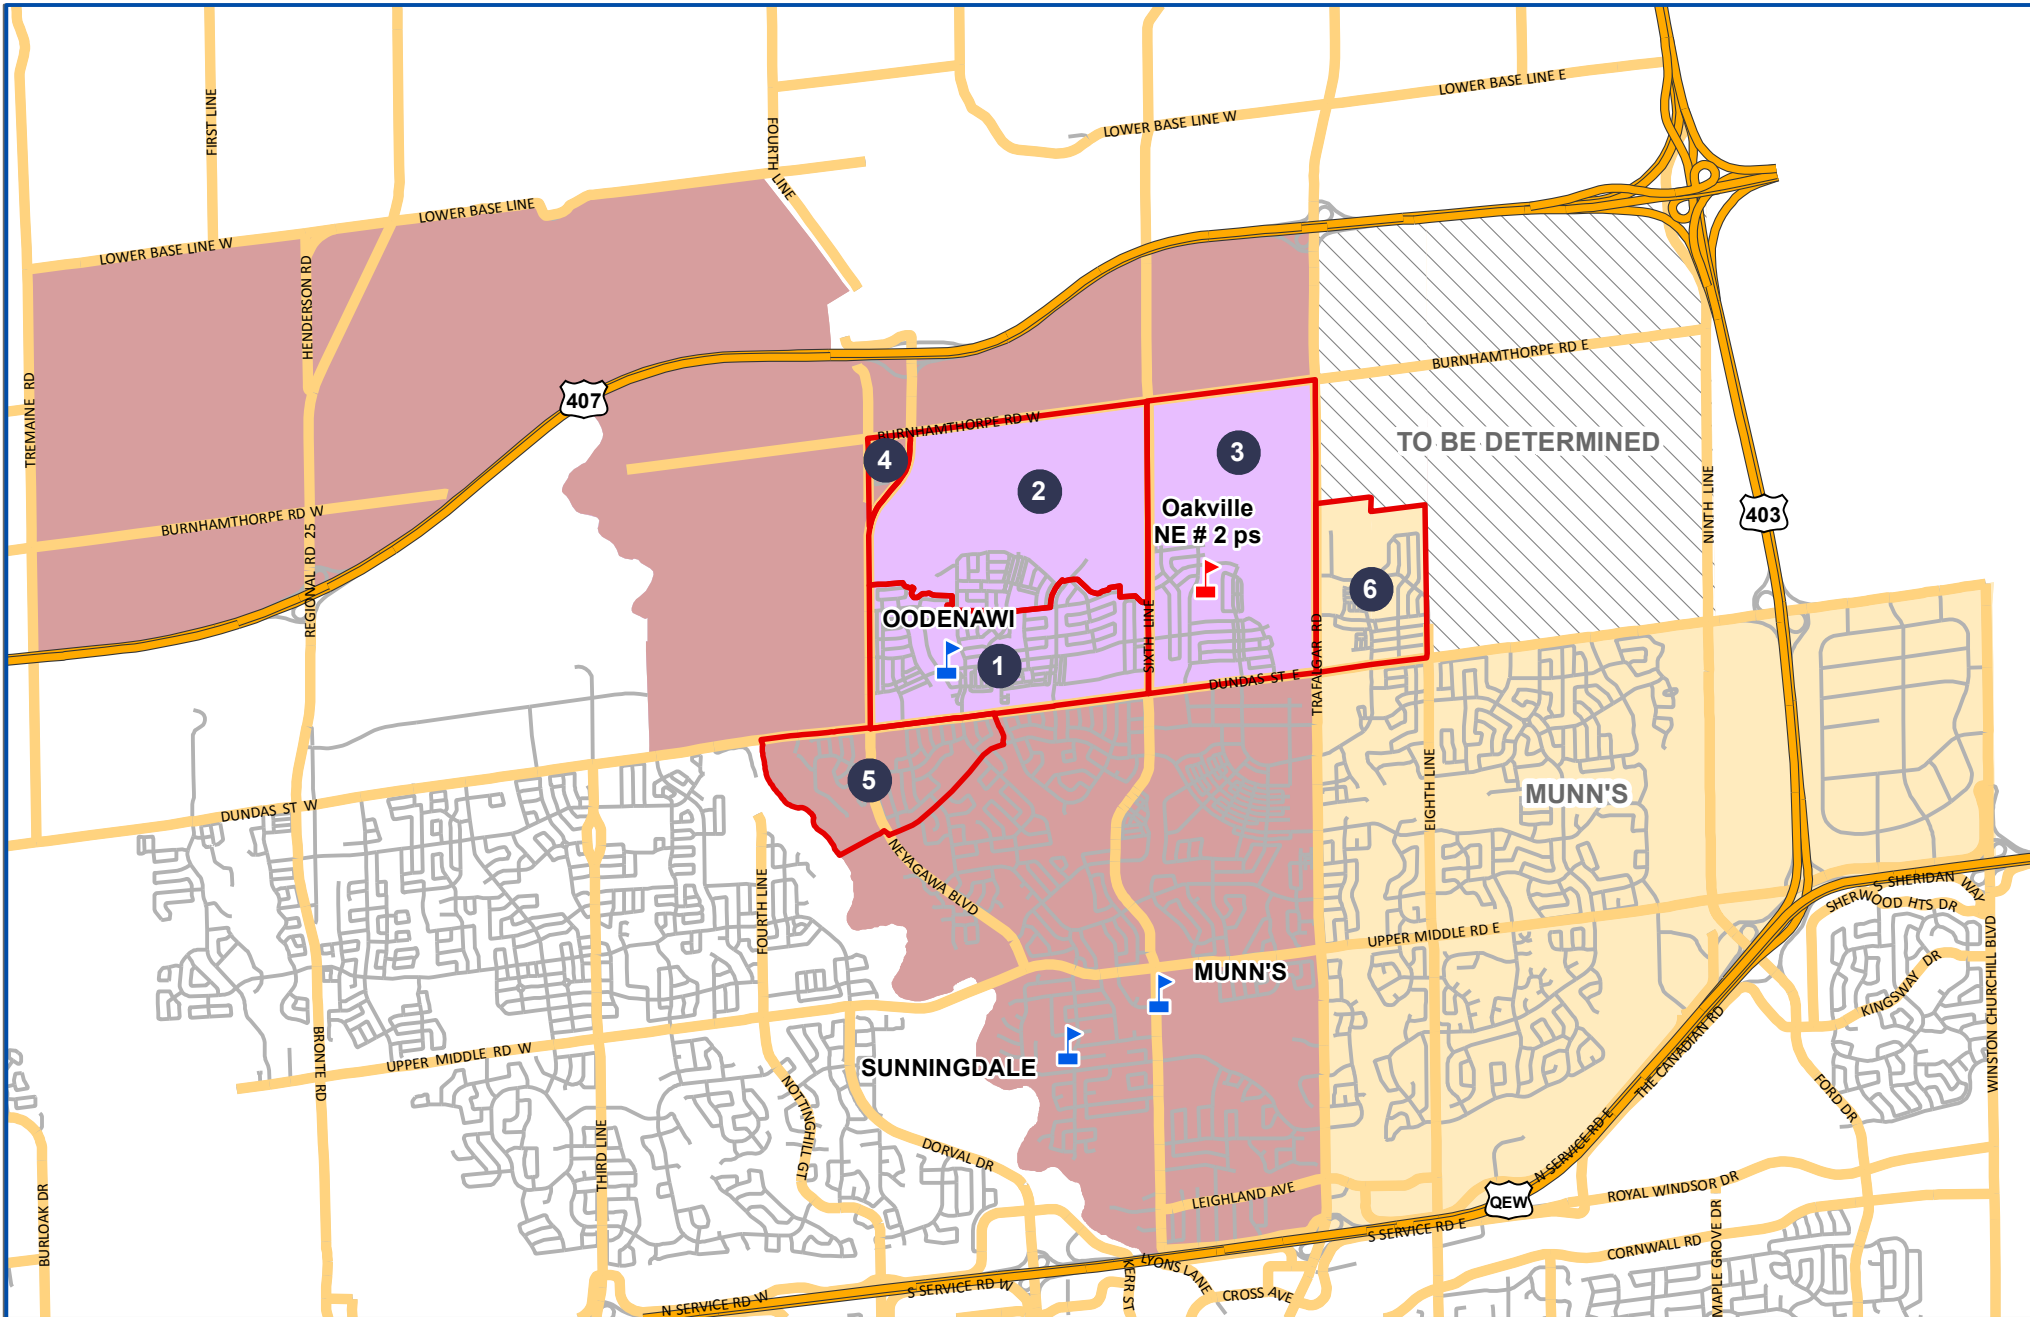 LOWER BASE LINE E
FIRST LINE
FOURTH LINE
LOWER BASE LINE W
LOWER BASE LINE
LOWER BASE LINE W
HENDERSON RD
BURNHAMTHORPE RD E
407
TREMAINE RD
BURNHAMTHORPE RD W
TO BE DETERMINED
4
3
2
NINTH LINE
Oakville
NE # 2 ps
403
BURNHAMTHORPE RD W
REGIONAL RD 25
6
OODENAWI
SIXTH LINE
1
TRAFALGAR RD
DUNDAS ST E
5
EIGHTH LINE
MUNN'S
DUNDAS ST W
NEYAGAWA BLVD
FOURTH LINE
S SHERIDAN WAY
SHERWOOD HTS DR
UPPER MIDDLE RD E
MUNN'S
KINGSWAY DR
WINSTON CHURCHILL BLVD
THE CANADIAN RD
BRONTE RD
UPPER MIDDLE RD W
SUNNINGDALE
NOTTINGHILL GT
FORD DR
N SERVICE RD E
THIRD LINE
DORVAL DR
LEIGHLAND AVE
QEW
ROYAL WINDSOR DR
BURLOAK DR
S SERVICE RD E
CORNWALL RD
MAPLE GROVE DR
LYONS LANE
KERR ST
S SERVICE RD W
N SERVICE RD W
CROSS AVE